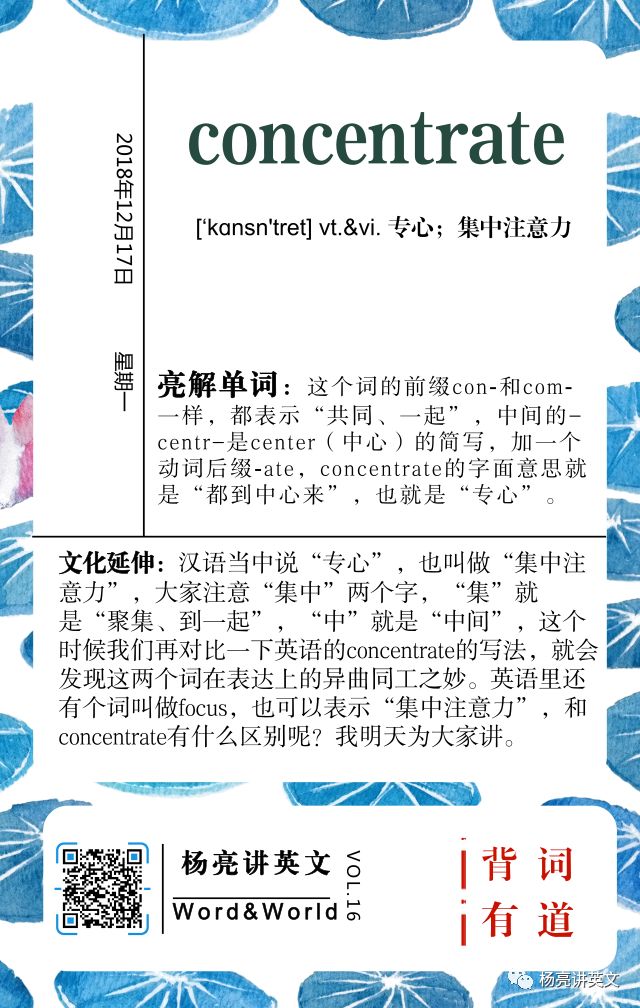 concentrate
['kɑnsn'tret] vt.&vi. 专心；集中注意力
2018年12月17日
星期一
亮解单词：这个词的前缀con-和com-
一样，都表示“共同、一起”，中间的–
centr–是center（中心）的简写，加一个
动词后缀-ate，concentrate的字面意思就
是“都到中心来”，也就是“专心”。
文化延伸：汉语当中说“专心”，也叫做“集中注
意力”，大家注意“集中”两个字，“集”就
是“聚集、到一起”，“中”就是“中间”，这个
时候我们再对比一下英语的concentrate的写法，就会
发现这两个词在表达上的异曲同工之妙。英语里还
有个词叫做focus，也可以表示“集中注意力”，和
concentrate有什么区别呢？我明天为大家讲。
杨亮讲英文
Word&World
VOL.16
背词
有道
杨亮讲英文